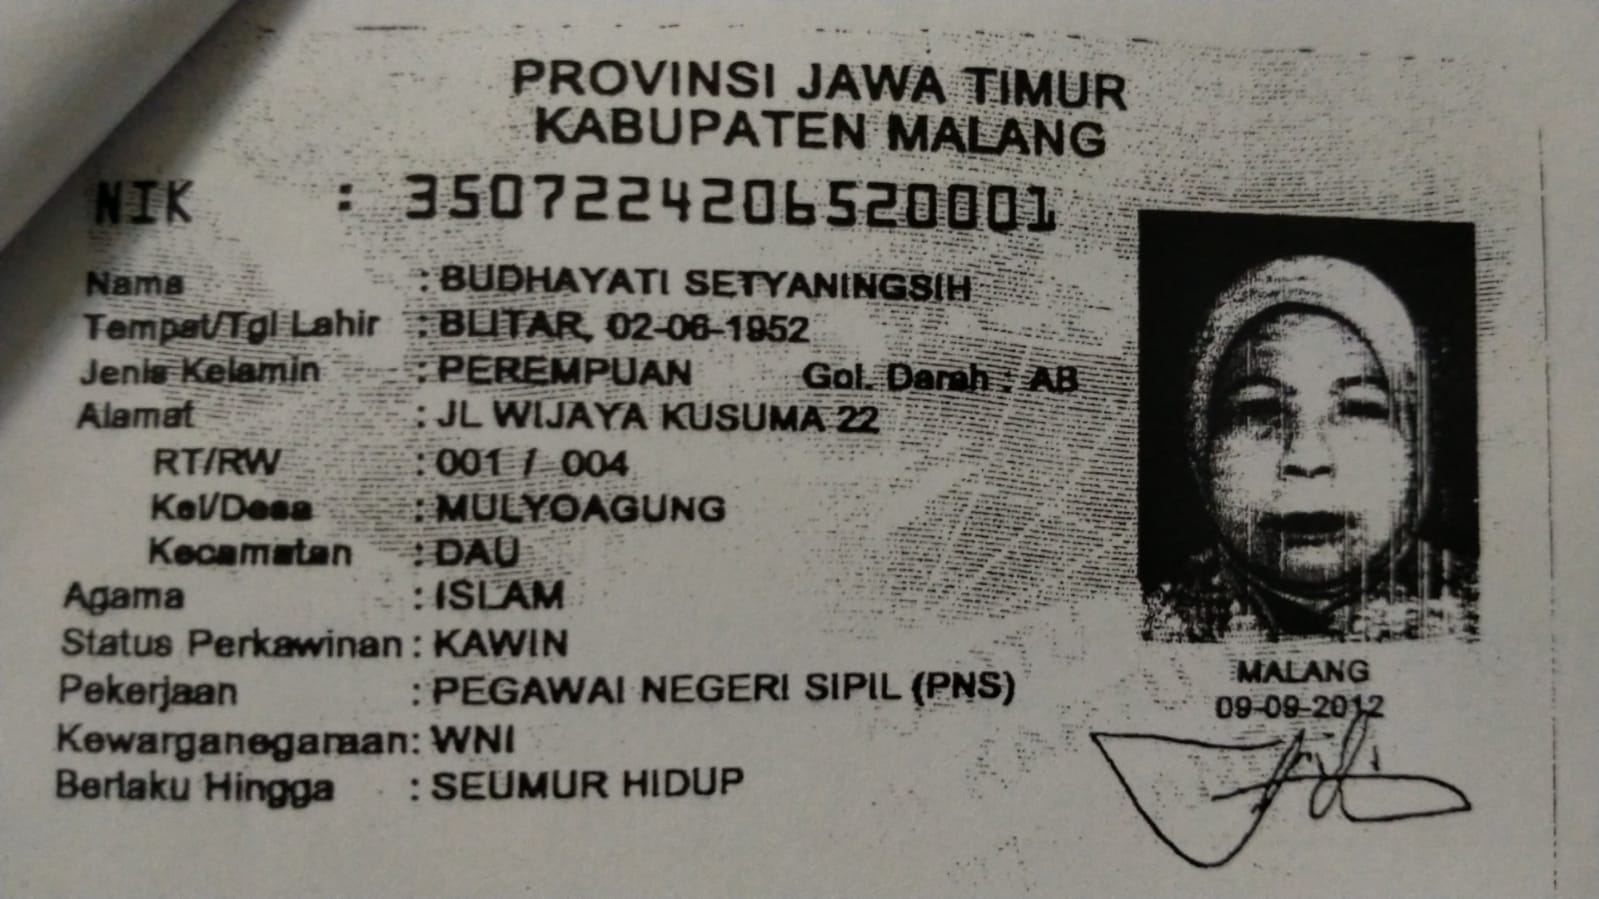 PROVINSI JAWA TIMUR
KABUPATEN MALANG
NIK : 3507224206520001
Nama : BUDHAYATI SETYANINGSIH
Tempat/Tgl Lahir : BLITAR, 02-06-1952
Jenis Kelamin : PEREMPUAN Gol. Darah : AB
Alamat : JL WIJAYA KUSUMA 22
RT/RW : 001 / 004
Kel/Desa : MULYOAGUNG
Kecamatan : DAU
Agama : ISLAM
Status Perkawinan : KAWIN
Pekerjaan : PEGAWAI NEGERI SIPIL (PNS)
Kewarganegaraan: WNI
Berlaku Hingga : SEUMUR HIDUP
MALANG
09-09-2012